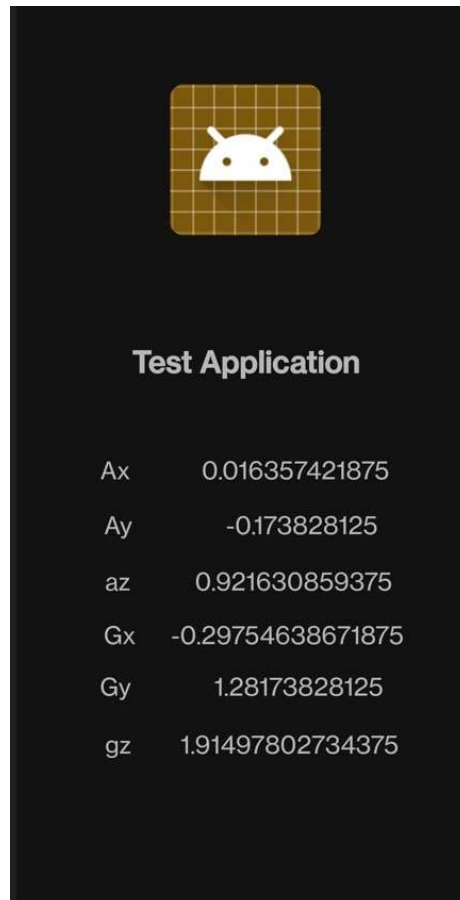 Test Application
Ax 0.016357421875
Ay -0.173828125
az 0.921630859375
Gx -0.29754638671875
Gy 1.28173828125
gz 1.91497802734375